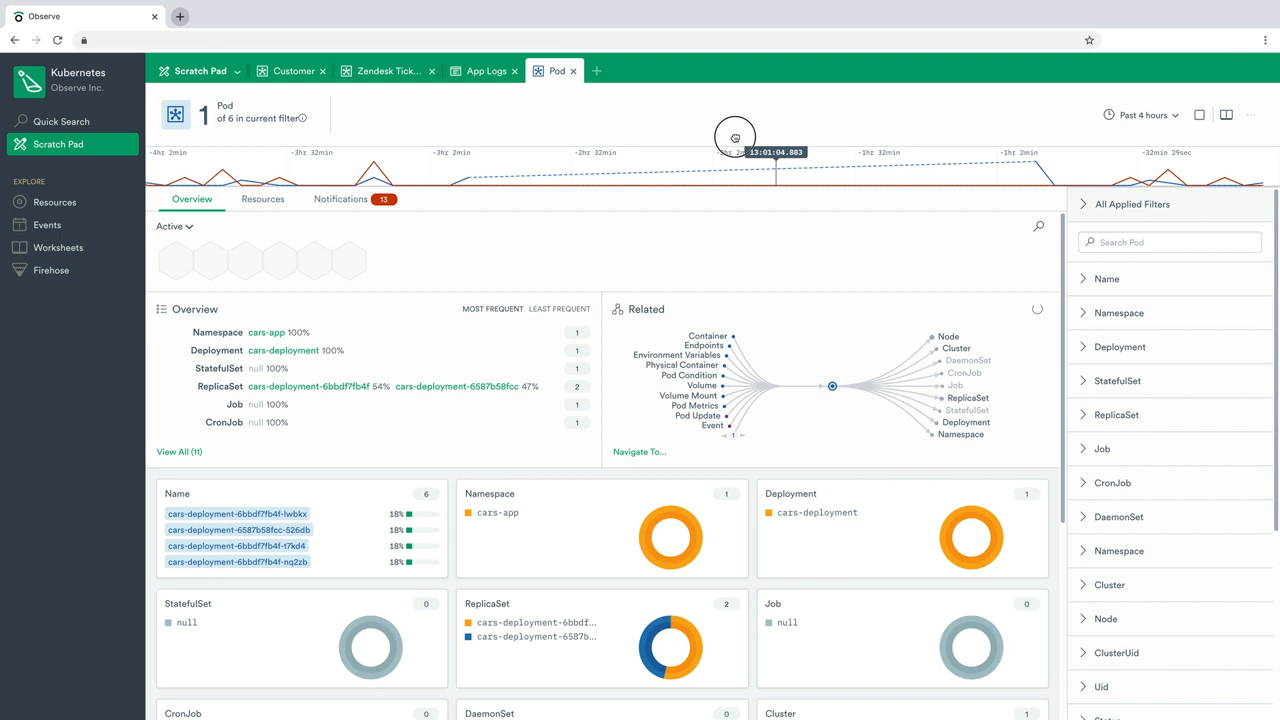 Observe
Kubernetes
Observe Inc.
Quick Search
Scratch Pad
EXPLORE
Resources
Events
Worksheets
Firehose
Scratch Pad
Customer
Zendesk Tick...
App Logs
Pod
1
Pod
of 6 in current filter
Past 4 hours
-4hr 2min
-3hr 32min
-3hr 2min
-2hr 32min
13:01:04.883
-1hr 32min
-1hr 2min
-32min 29sec
Overview
Resources
Notifications 13
Active
Overview
MOST FREQUENT LEAST FREQUENT
Namespace cars-app 100% 1
Deployment cars-deployment 100% 1
StatefulSet null 100% 1
ReplicaSet cars-deployment-6bbdf7fb4f 54% cars-deployment-6587b58fcc 47% 2
Job null 100% 1
CronJob null 100% 1
View All (11)
Related
Container
Endpoints
Environment Variables
Physical Container
Pod Condition
Volume
Volume Mount
Pod Metrics
Pod Update
Event
1
Node
Cluster
DaemonSet
CronJob
Job
ReplicaSet
StatefulSet
Deployment
Namespace
Navigate To...
Name 6
cars-deployment-6bbdf7fb4f-lwbkx 18%
cars-deployment-6587b58fcc-526db 18%
cars-deployment-6bbdf7fb4f-t7kd4 18%
cars-deployment-6bbdf7fb4f-nq2zb 18%
Namespace 1
cars-app
Deployment 1
cars-deployment
StatefulSet 0
null
ReplicaSet 2
cars-deployment-6bbdf...
cars-deployment-6587b...
Job 0
null
CronJob 0
DaemonSet 0
Cluster 1
All Applied Filters
Search Pod
Name
Namespace
Deployment
StatefulSet
ReplicaSet
Job
CronJob
DaemonSet
Namespace
Cluster
Node
ClusterUid
Uid